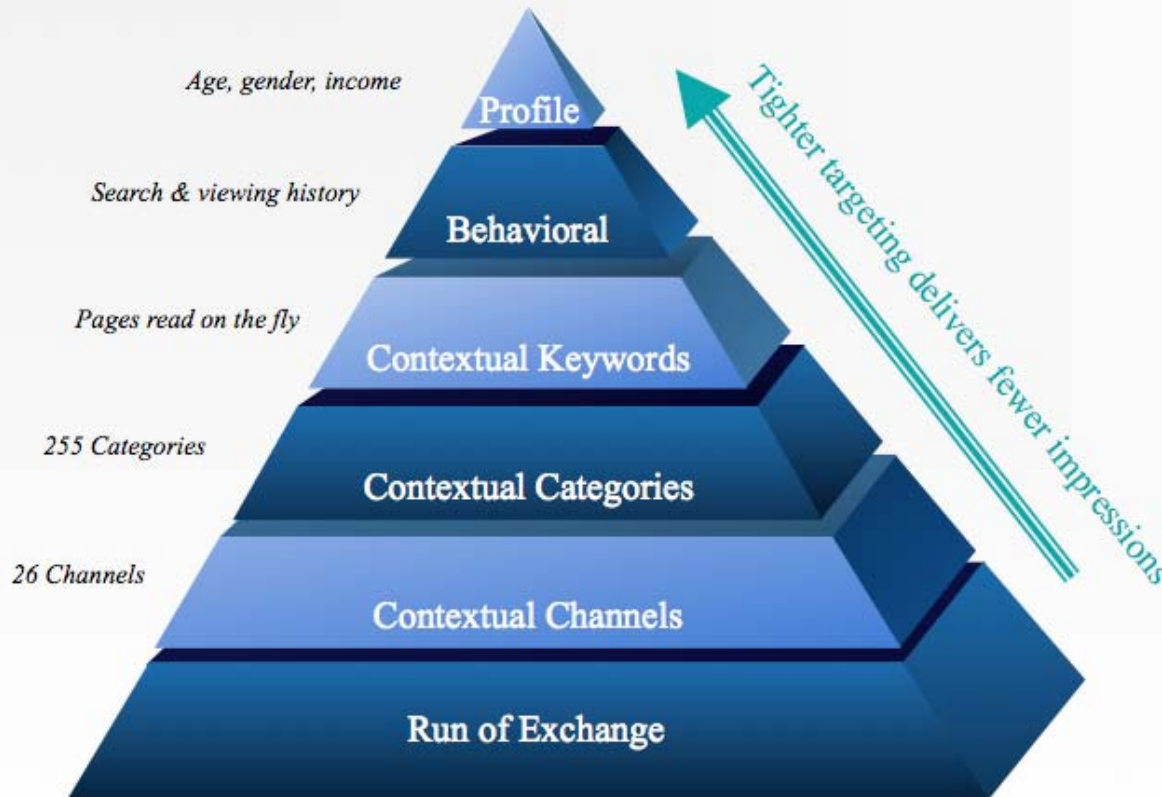 Age, gender, income
Profile
Search & viewing history
Behavioral
Pages read on the fly
Contextual Keywords
255 Categories
Contextual Categories
26 Channels
Contextual Channels
Run of Exchange
Tighter targeting delivers fewer impressions